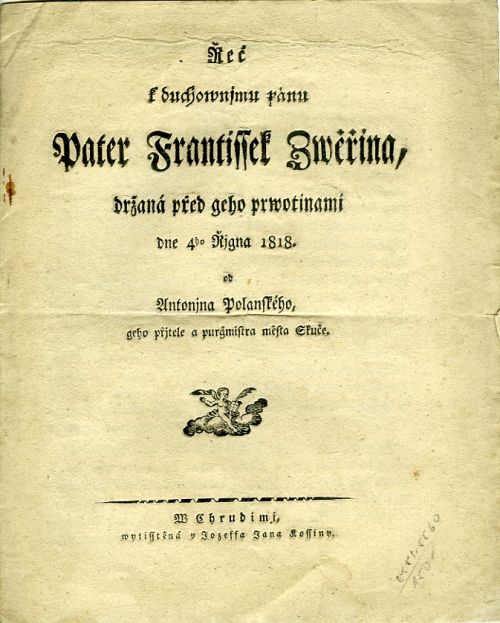 Řeč
k duchownjmu pánu
Pater Frantissek Zwěřina,
držaná před geho prwotinami
dne 4ho Řjgna 1818.
od
Antonjna Polanského,
geho přjtele a purgmistra města Skuče.
W Chrudimi,
wytisstěná v Jozeffa Jana Kossiny.